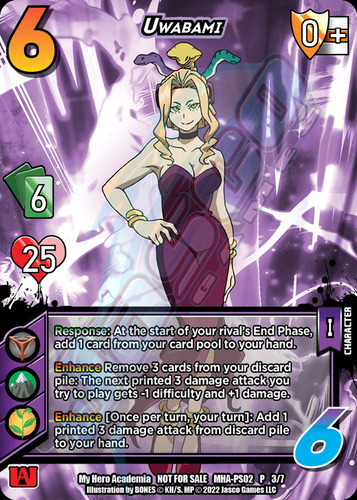 6
UWABAMI
0+
6
25
Response: At the start of your rival's End Phase,
add 1 card from your card pool to your hand.
Enhance Remove 3 cards from your discard
pile: The next printed 3 damage attack you
try to play gets -1 difficulty and +1 damage.
Enhance [Once per turn, your turn]: Add 1
printed 3 damage attack from discard pile
to your hand.
I
CHARACTER
6
My Hero Academia NOT FOR SALE MHA-PS02 P 3/7
Illustration by BONES © KH/S. MP © 2022 Jasco Games LLC